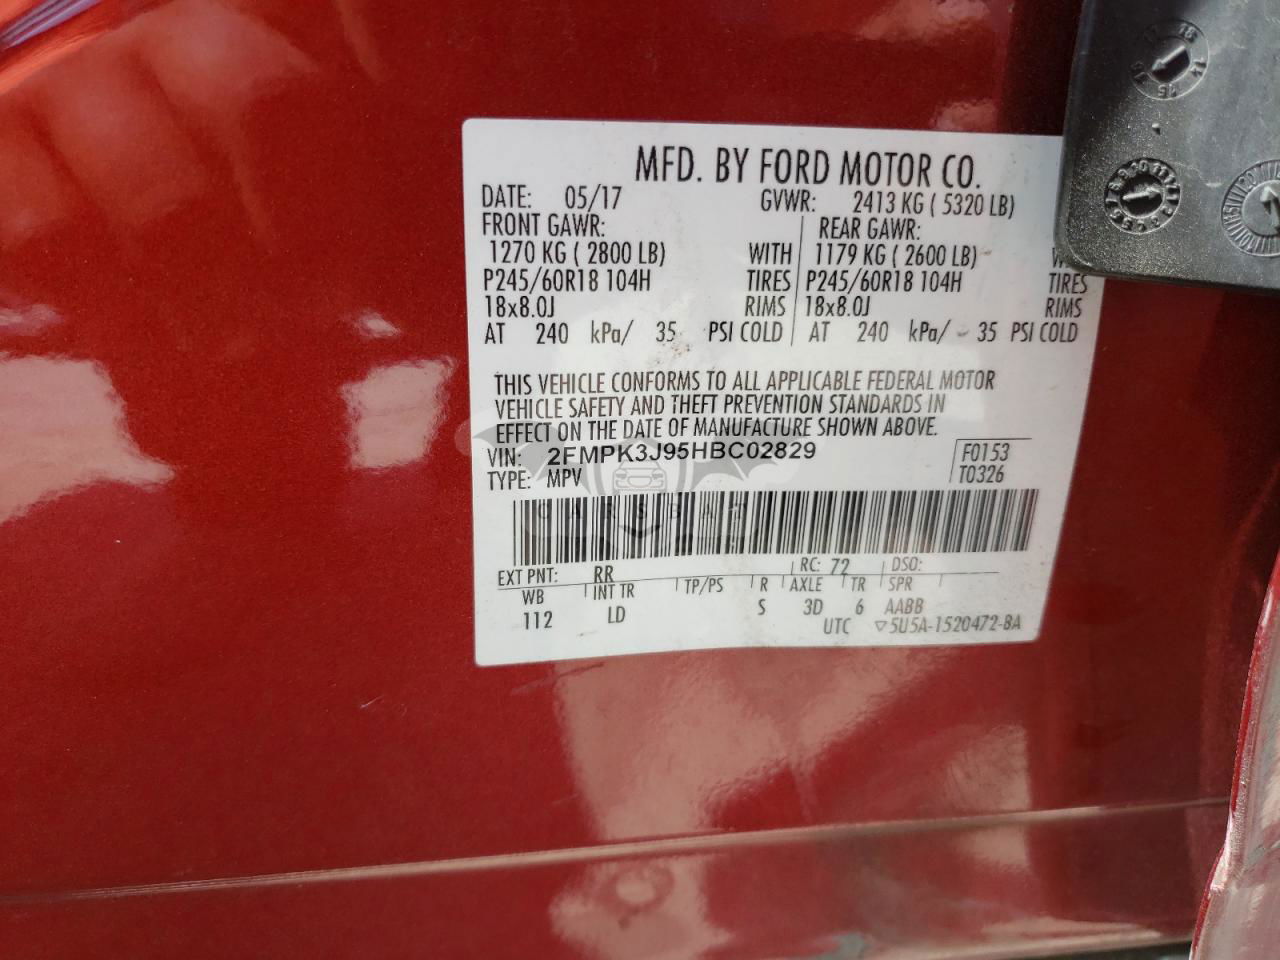 MFD. BY FORD MOTOR CO.
DATE: 05/17 GVWR: 2413 KG ( 5320 LB)
FRONT GAWR: REAR GAWR:
1270 KG ( 2800 LB) WITH 1179 KG ( 2600 LB)
P245/60R18 104H TIRES P245/60R18 104H TIRES
18x8.0J RIMS 18x8.0J RIMS
AT 240 kPa/ 35 PSI COLD AT 240 kPa/ 35 PSI COLD
THIS VEHICLE CONFORMS TO ALL APPLICABLE FEDERAL MOTOR
VEHICLE SAFETY AND THEFT PREVENTION STANDARDS IN
EFFECT ON THE DATE OF MANUFACTURE SHOWN ABOVE.
VIN: 2FMPK3J95HBC02829 F0153
TYPE: MPV T0326
CARSBAT
EXT PNT: RR RC: 72 DSO:
WB INT TR TP/PS R AXLE TR SPR
112 LD S 3D 6 AABB
UTC ▽5U5A-1520472-BA